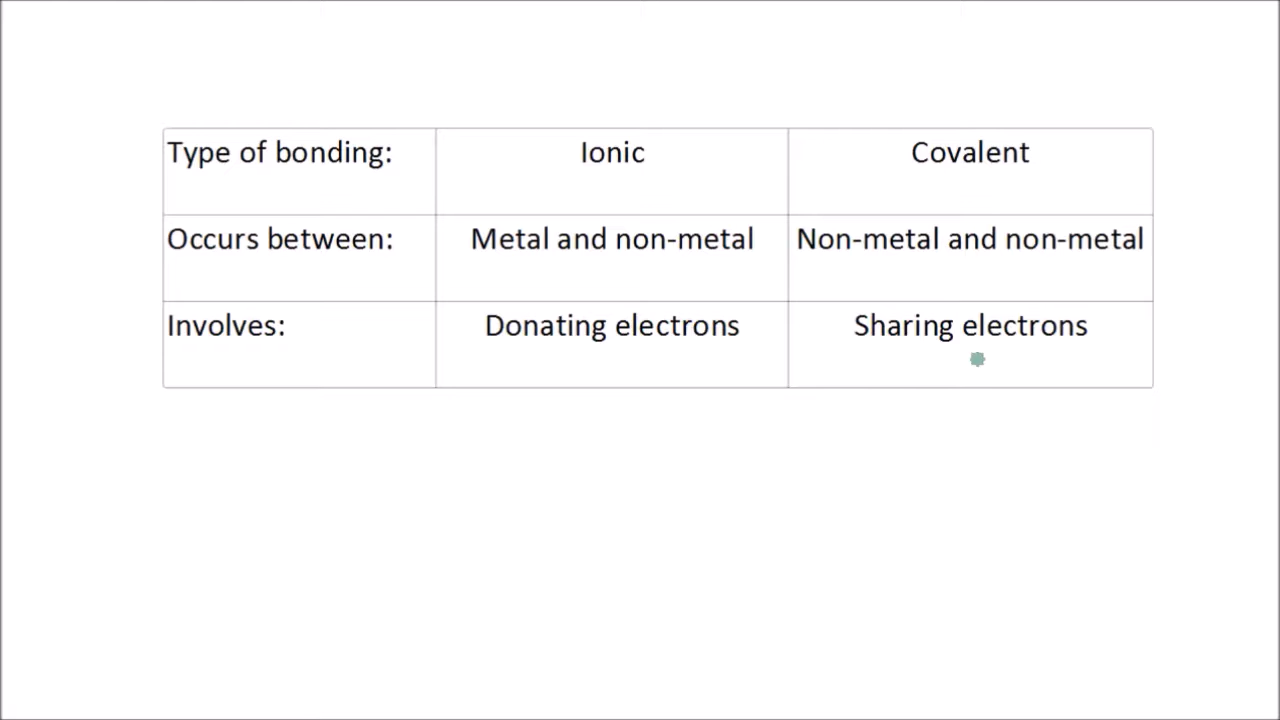 Type of bonding: Ionic Covalent
Occurs between: Metal and non-metal Non-metal and non-metal
Involves: Donating electrons Sharing electrons